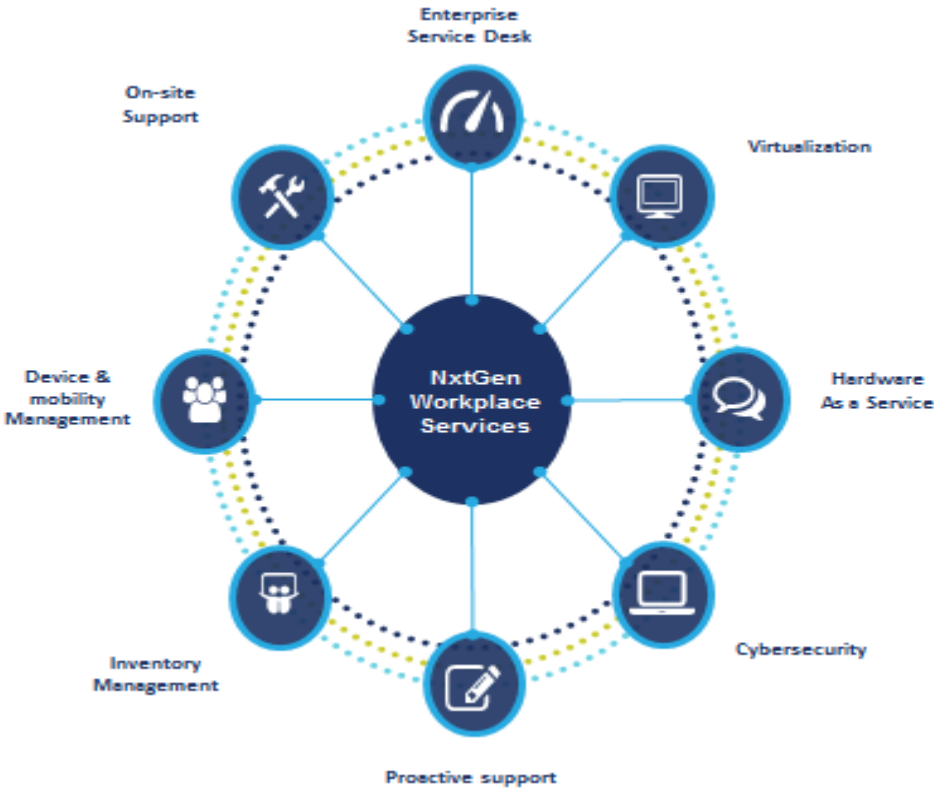 Enterprise
Service Desk
On-site
Support
Virtualization
Device &
mobility
Management
NxtGen
Workplace
Services
Hardware
As a Service
Inventory
Management
Cybersecurity
Proactive support